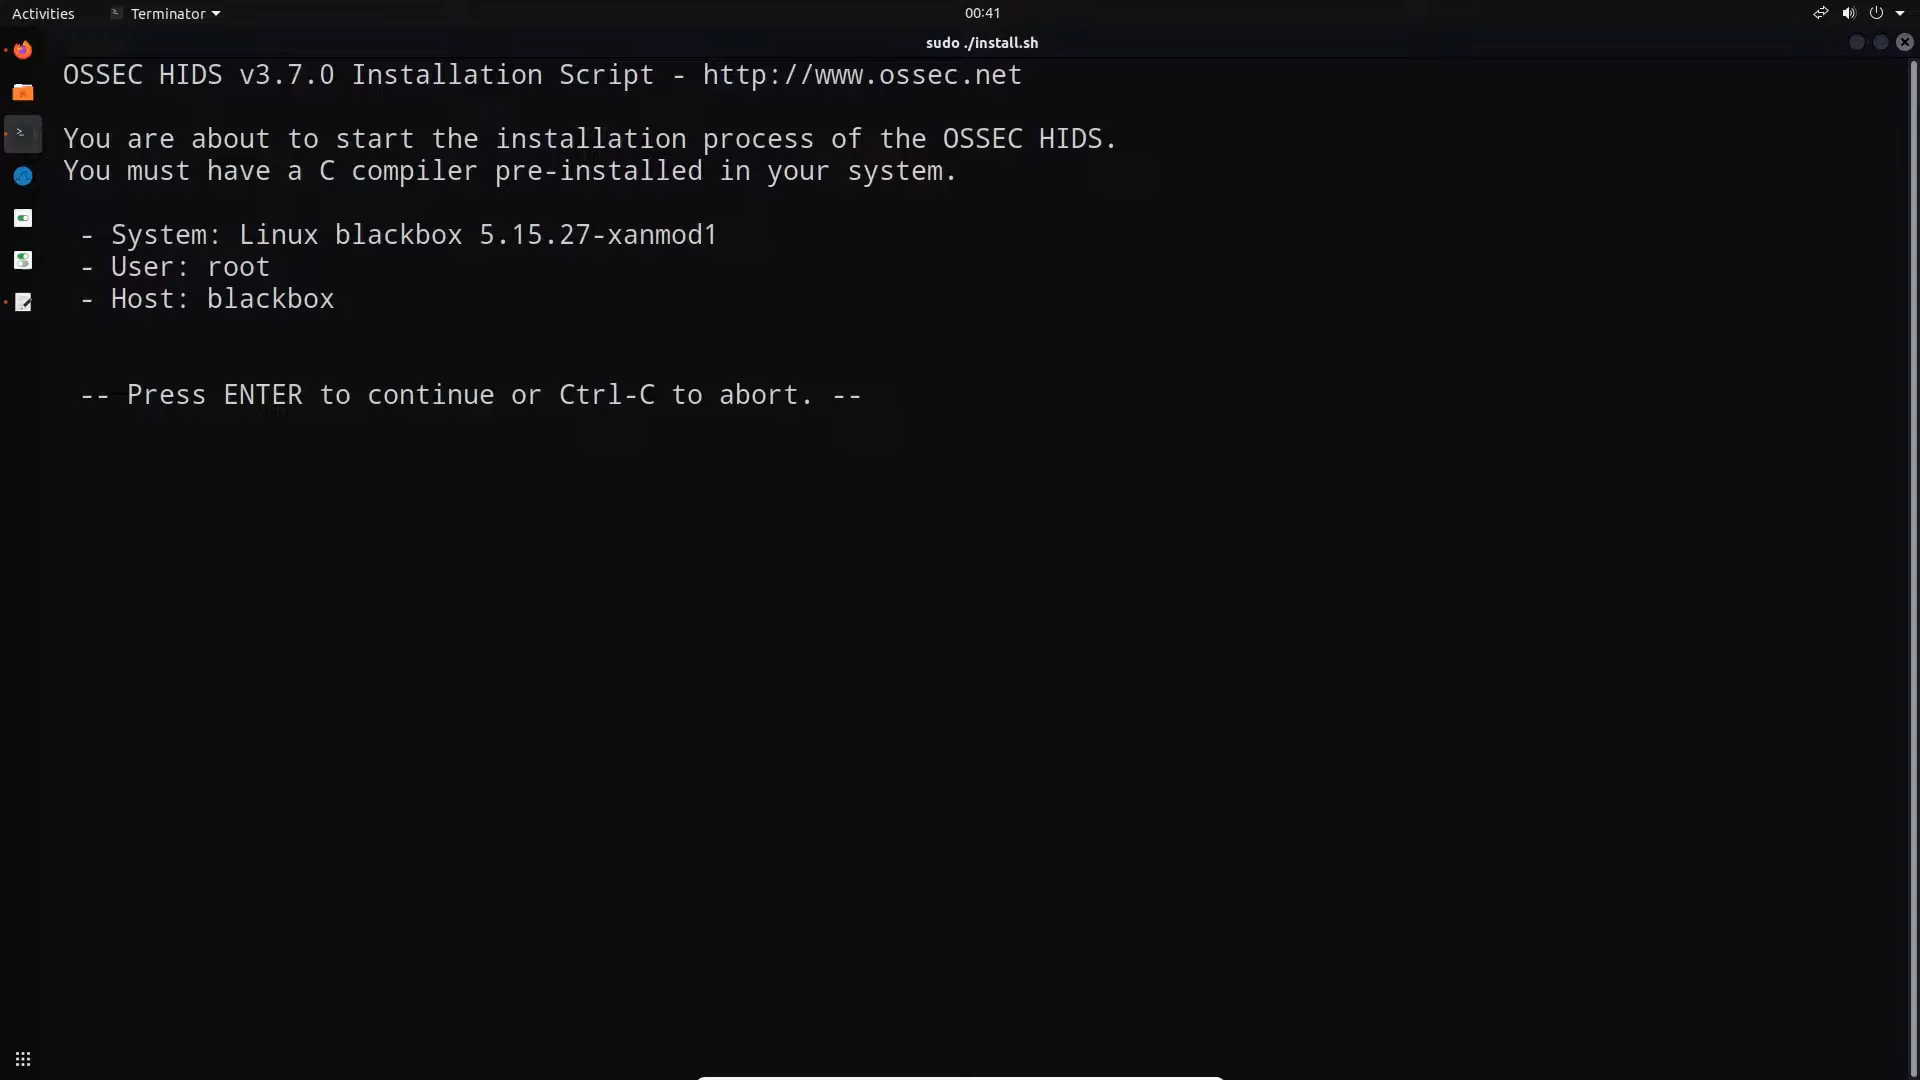 Activities
Terminator
00:41
sudo ./install.sh
OSSEC HIDS v3.7.0 Installation Script - http://www.ossec.net
You are about to start the installation process of the OSSEC HIDS.
You must have a C compiler pre-installed in your system.
- System: Linux blackbox 5.15.27-xanmod1
- User: root
- Host: blackbox
-- Press ENTER to continue or Ctrl-C to abort. --